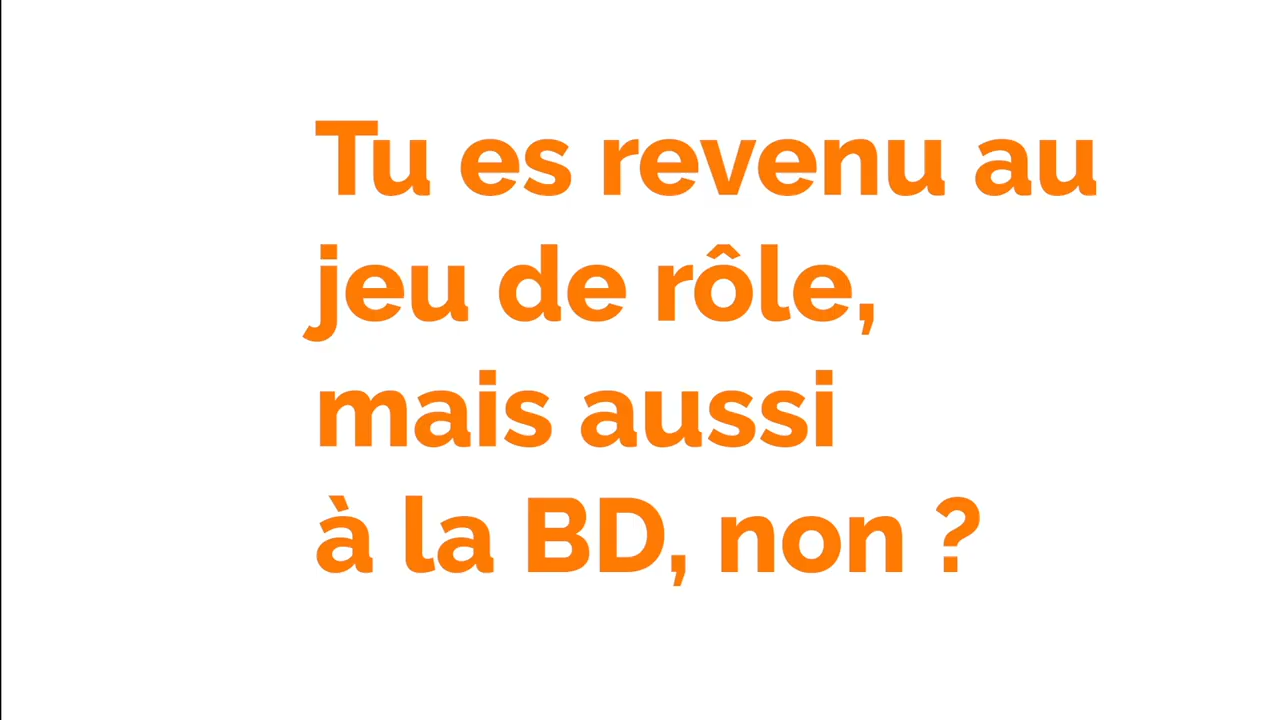 Tu es revenu au
jeu de rôle,
mais aussi
à la BD, non ?